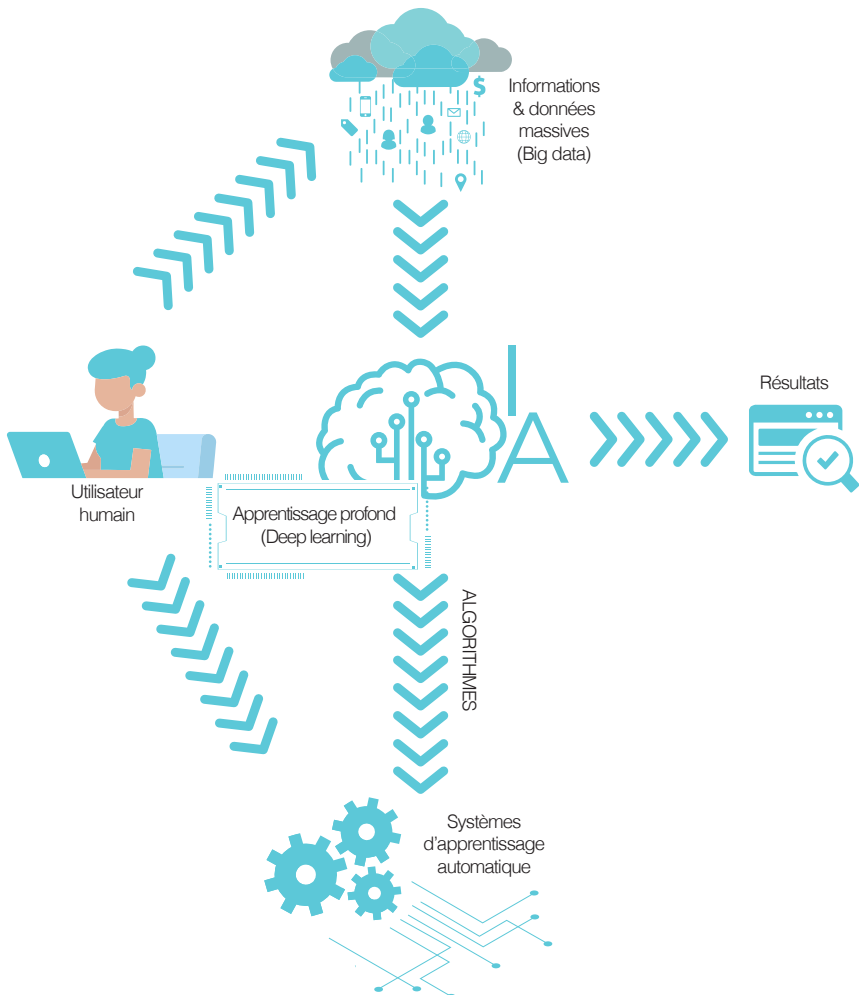 Informations
& données
massives
(Big data)
$
IA
Résultats
Utilisateur
humain
Apprentissage profond
(Deep learning)
ALGORITHMES
Systèmes
d’apprentissage
automatique